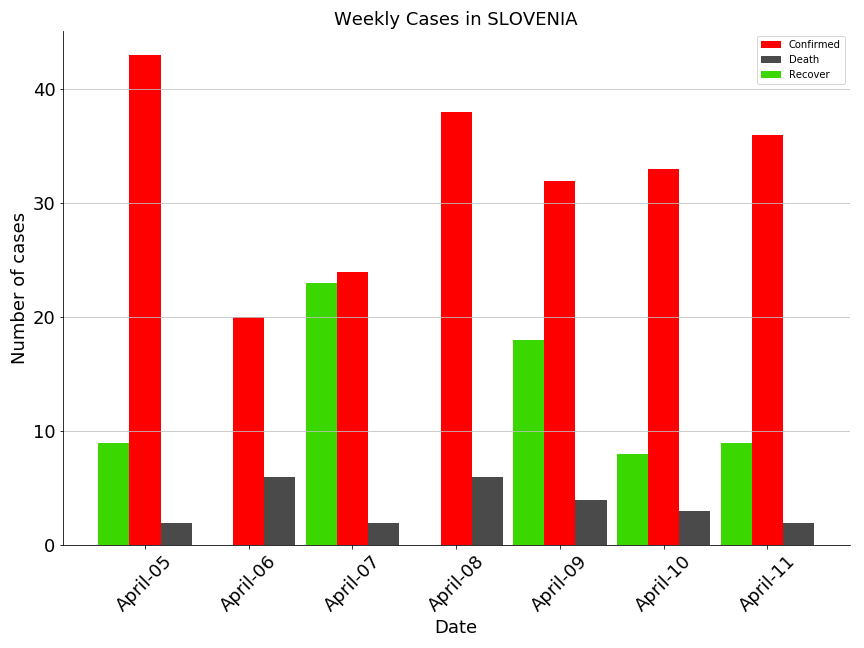 Weekly Cases in SLOVENIA
Confirmed
Death
Recover
Number of cases
40
30
20
10
0
April-05
April-06
April-07
April-08
April-09
April-10
April-11
Date